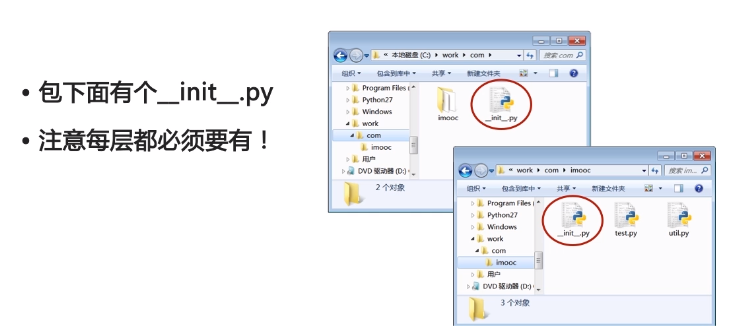 • 包下面有个__init__.py
• 注意每层都必须要有！
« 本地磁盘 (C:) ▸ work ▸ com ▸
搜索 com
组织 包含到库中 共享 新建文件夹
Program Files (
Python27
Windows
work
com
imooc
用户
DVD 驱动器 (D:)
imooc
__init__.py
2 个对象
« work ▸ com ▸ imooc
搜索 im...
组织 包含到库中 共享 新建文件夹
Program Files (
Python27
Windows
work
com
imooc
用户
DVD 驱动器 (D:)
__init__.py
test.py
util.py
3 个对象